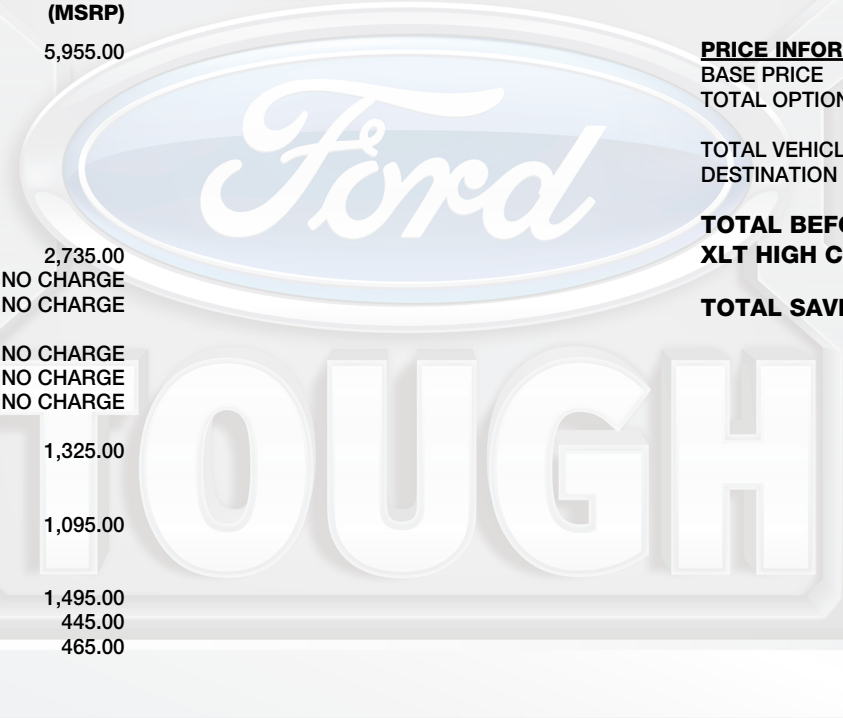 (MSRP)
5,955.00
2,735.00
NO CHARGE
NO CHARGE
NO CHARGE
NO CHARGE
NO CHARGE
1,325.00
1,095.00
1,495.00
445.00
465.00
PRICE INFOR
BASE PRICE
TOTAL OPTION
TOTAL VEHICL
DESTINATION
TOTAL BEFO
XLT HIGH C
TOTAL SAVI
Ford
TOUGH